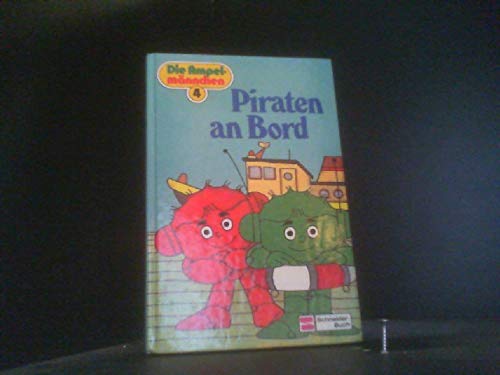 Die Ampel-
männchen
4
Piraten
an Bord
Schneider
Buch